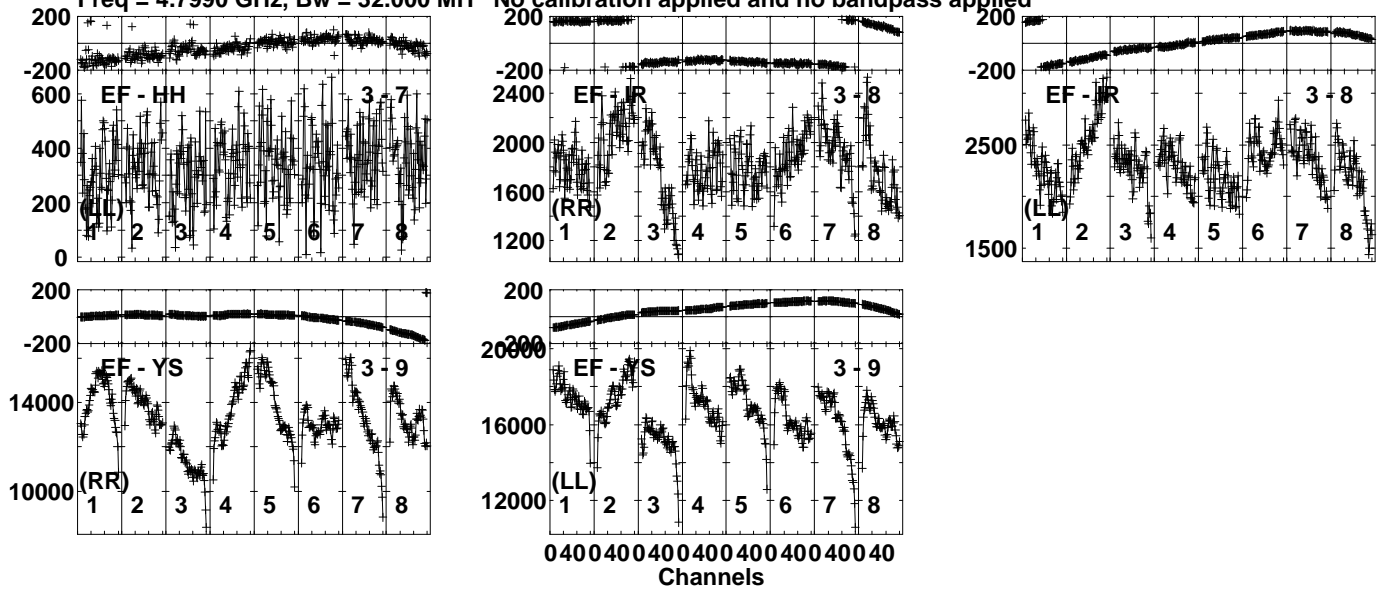 Freq = 4.7990 GHz, Bw = 32.000 MH No calibration applied and no bandpass applied
200 200 200
-200 -200 -200
EF - HH 3 - 7 EF - IR 3 - 8 EF - IR 3 - 8
600 2400
400 2000 2500
200 1600
(LL) (RR) (LL)
1 2 3 4 5 6 7 8 1 2 3 4 5 6 7 8 1 2 3 4 5 6 7 8
0 1200 1500
200 200
-200 -200
20000
EF - YS 3 - 9 EF - YS 3 - 9
14000 16000
(RR) (LL)
10000 12000
1 2 3 4 5 6 7 8 1 2 3 4 5 6 7 8
0 40 0 40 0 40 0 40 0 40 0 40 0 40 0 40
Channels